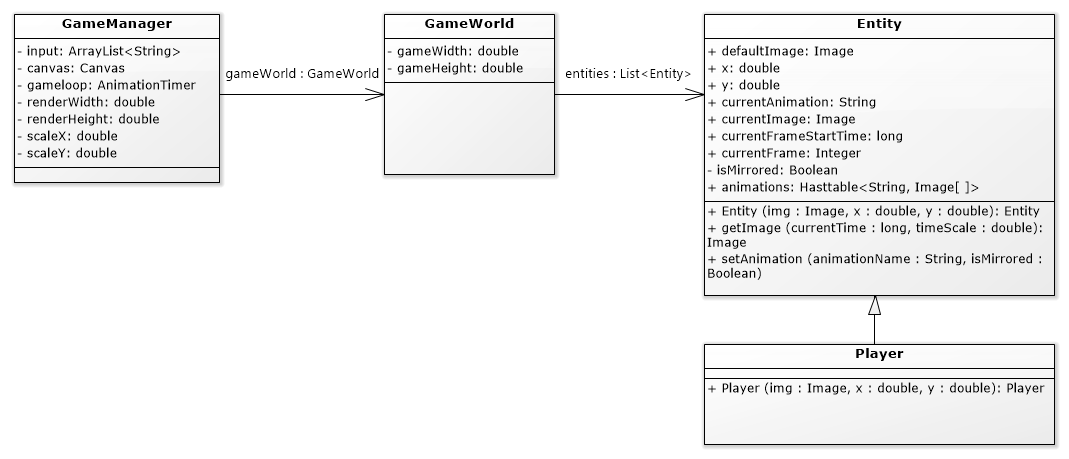 GameManager
- input: ArrayList<String>
- canvas: Canvas
- gameloop: AnimationTimer
- renderWidth: double
- renderHeight: double
- scaleX: double
- scaleY: double
gameWorld : GameWorld
GameWorld
- gameWidth: double
- gameHeight: double
entities : List<Entity>
Entity
+ defaultImage: Image
+ x: double
+ y: double
+ currentAnimation: String
+ currentImage: Image
+ currentFrameStartTime: long
+ currentFrame: Integer
- isMirrored: Boolean
+ animations: Hasttable<String, Image[ ]>
+ Entity (img : Image, x : double, y : double): Entity
+ getImage (currentTime : long, timeScale : double):
Image
+ setAnimation (animationName : String, isMirrored :
Boolean)
Player
+ Player (img : Image, x : double, y : double): Player